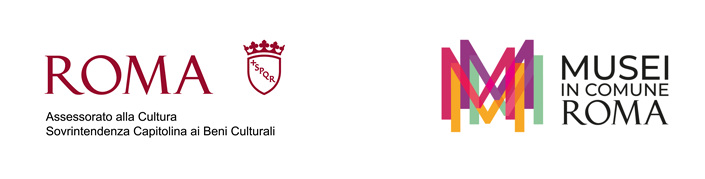 ROMA
SPQR
Assessorato alla Cultura
Sovrintendenza Capitolina ai Beni Culturali
MUSEI
IN COMUNE
ROMA